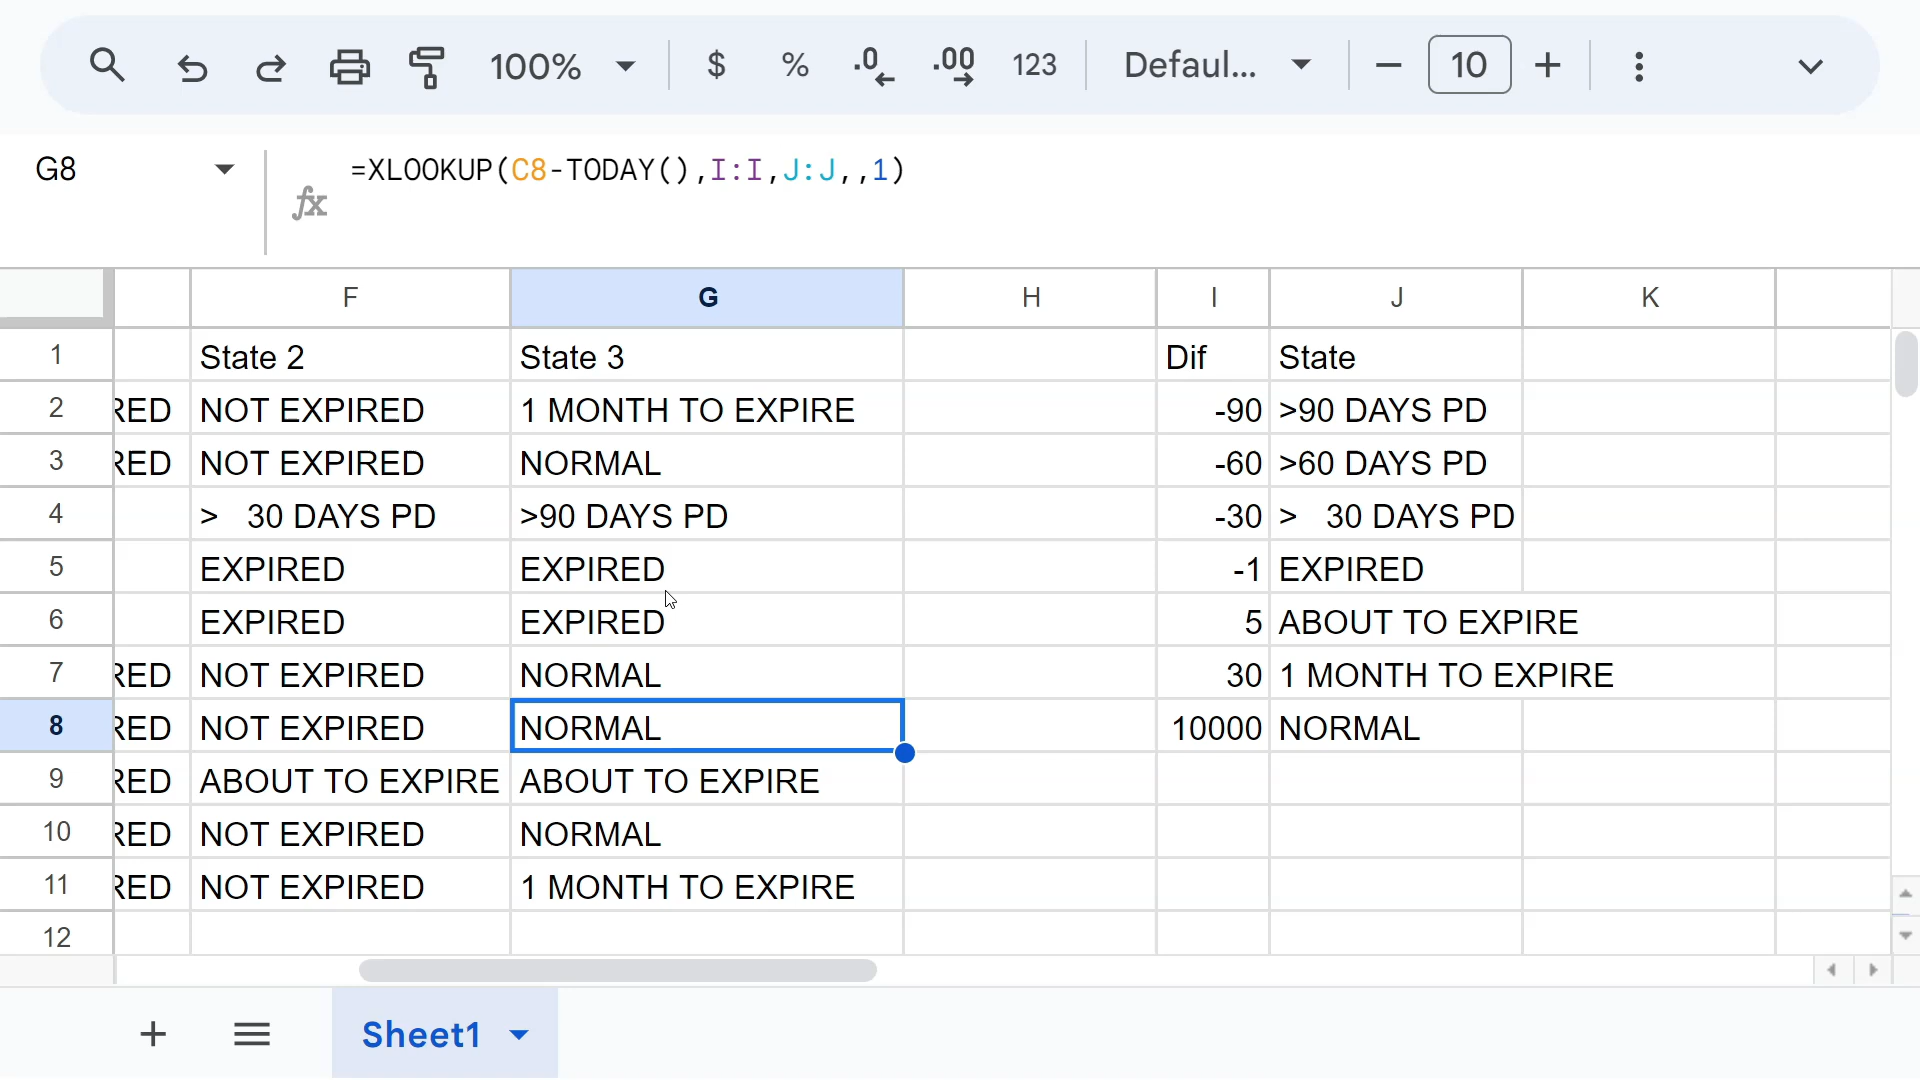 100% $ % .0 .00 123 Defaul... 10
G8 fx =XLOOKUP(C8-TODAY(),I:I,J:J,,1)
F G H I J K
1 State 2 State 3 Dif State
2 RED NOT EXPIRED 1 MONTH TO EXPIRE -90 >90 DAYS PD
3 RED NOT EXPIRED NORMAL -60 >60 DAYS PD
4 >   30 DAYS PD >90 DAYS PD -30 >   30 DAYS PD
5 EXPIRED EXPIRED -1 EXPIRED
6 EXPIRED EXPIRED 5 ABOUT TO EXPIRE
7 RED NOT EXPIRED NORMAL 30 1 MONTH TO EXPIRE
8 RED NOT EXPIRED NORMAL 10000 NORMAL
9 RED ABOUT TO EXPIRE ABOUT TO EXPIRE
10 RED NOT EXPIRED NORMAL
11 RED NOT EXPIRED 1 MONTH TO EXPIRE
12
Sheet1